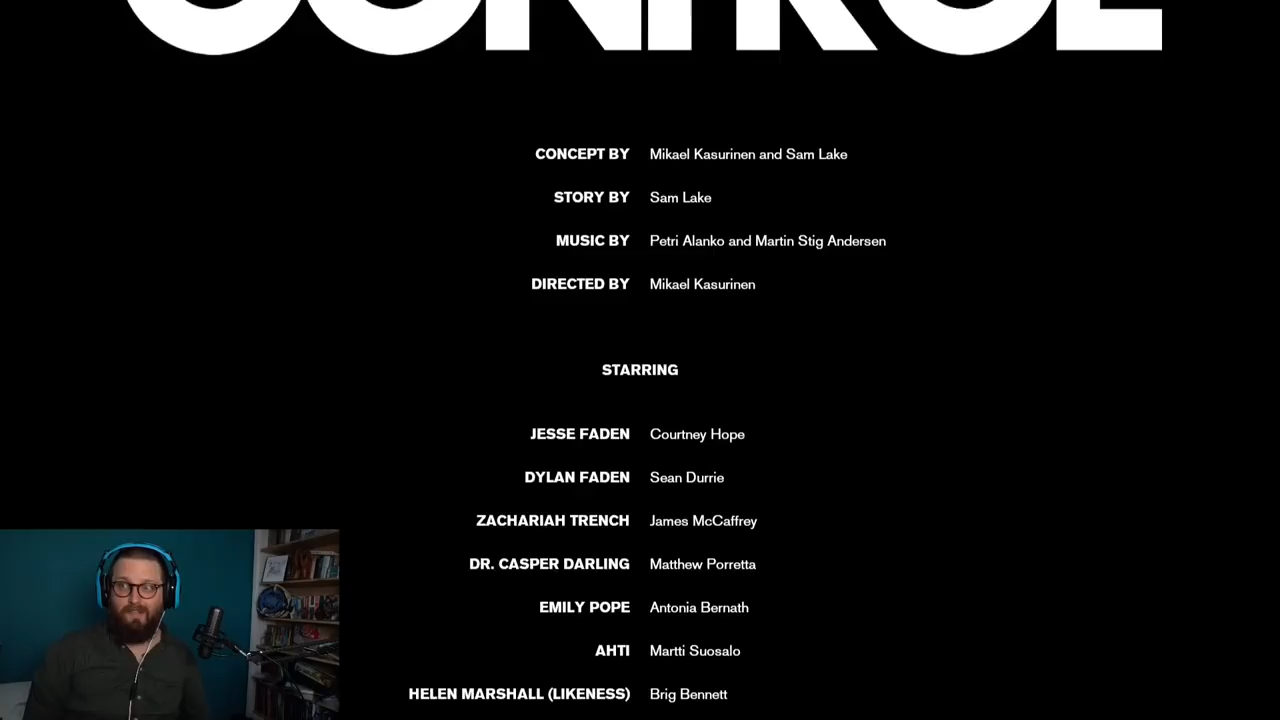 CONTROL
CONCEPT BY Mikael Kasurinen and Sam Lake
STORY BY Sam Lake
MUSIC BY Petri Alanko and Martin Stig Andersen
DIRECTED BY Mikael Kasurinen
STARRING
JESSE FADEN Courtney Hope
DYLAN FADEN Sean Durrie
ZACHARIAH TRENCH James McCaffrey
DR. CASPER DARLING Matthew Porretta
EMILY POPE Antonia Bernath
AHTI Martti Suosalo
HELEN MARSHALL (LIKENESS) Brig Bennett